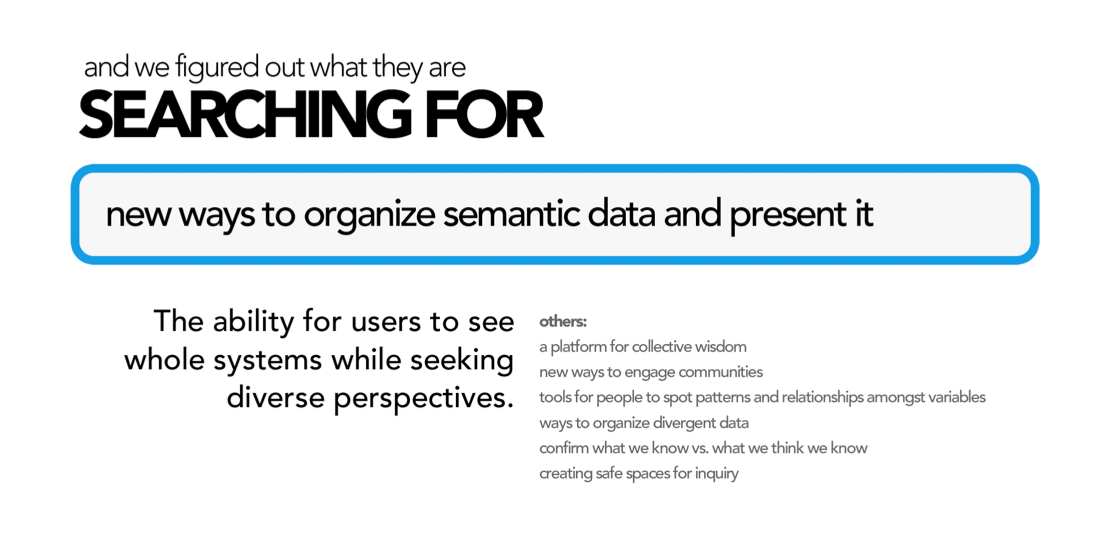 and we figured out what they are
SEARCHING FOR
new ways to organize semantic data and present it
The ability for users to see
whole systems while seeking
diverse perspectives.
others:
a platform for collective wisdom
new ways to engage communities
tools for people to spot patterns and relationships amongst variables
ways to organize divergent data
confirm what we know vs. what we think we know
creating safe spaces for inquiry